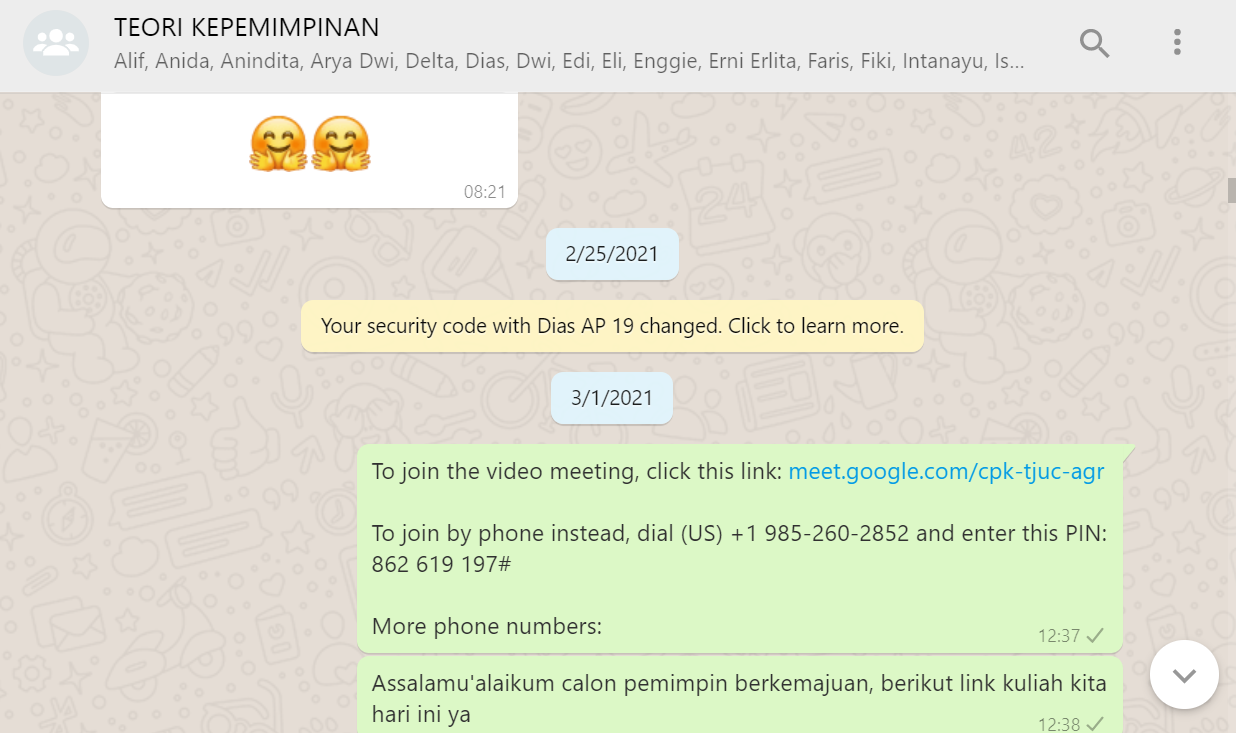 TEORI KEPEMIMPINAN
Alif, Anida, Anindita, Arya Dwi, Delta, Dias, Dwi, Edi, Eli, Enggie, Erni Erlita, Faris, Fiki, Intanayu, Is...
08:21
2/25/2021
Your security code with Dias AP 19 changed. Click to learn more.
3/1/2021
To join the video meeting, click this link: meet.google.com/cpk-tjuc-agr
To join by phone instead, dial (US) +1 985-260-2852 and enter this PIN:
862 619 197#
More phone numbers:
12:37
Assalamu'alaikum calon pemimpin berkemajuan, berikut link kuliah kita
hari ini ya
12:38